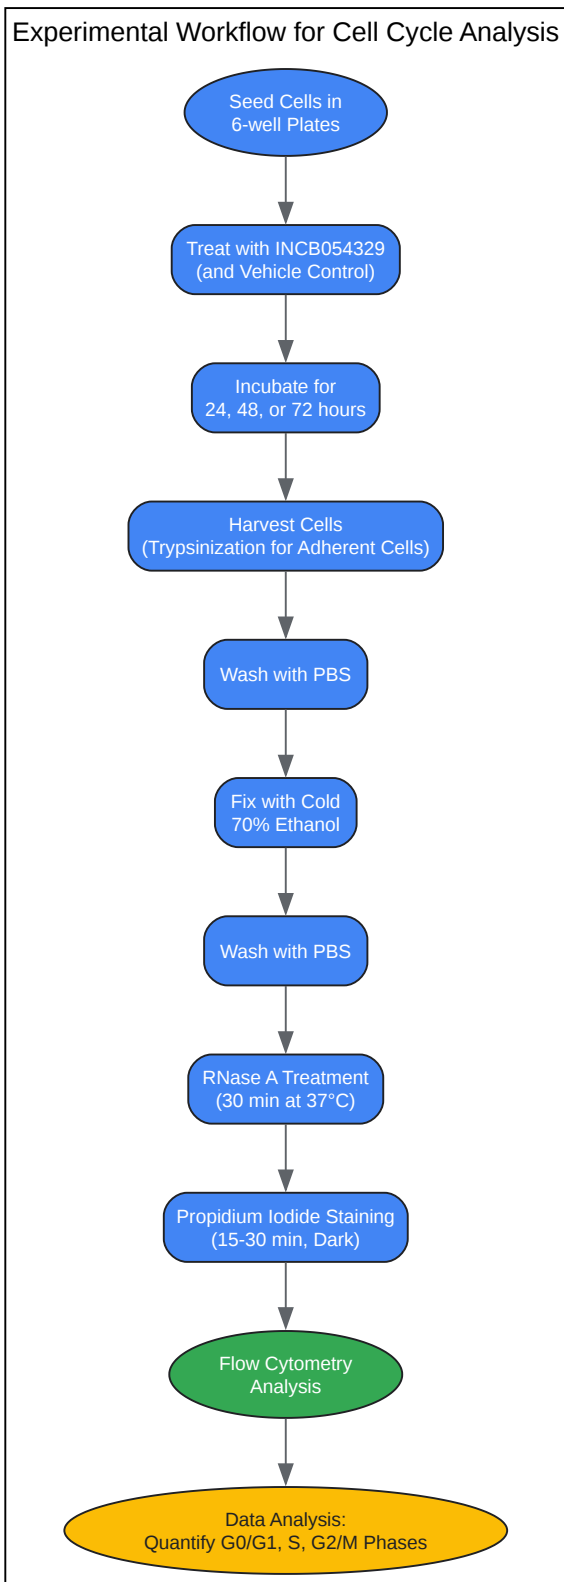 Experimental Workflow for Cell Cycle Analysis
Seed Cells in
6-well Plates
Treat with INCB054329
(and Vehicle Control)
Incubate for
24, 48, or 72 hours
Harvest Cells
(Trypsinization for Adherent Cells)
Wash with PBS
Fix with Cold
70% Ethanol
Wash with PBS
RNase A Treatment
(30 min at 37°C)
Propidium Iodide Staining
(15-30 min, Dark)
Flow Cytometry
Analysis
Data Analysis:
Quantify G0/G1, S, G2/M Phases